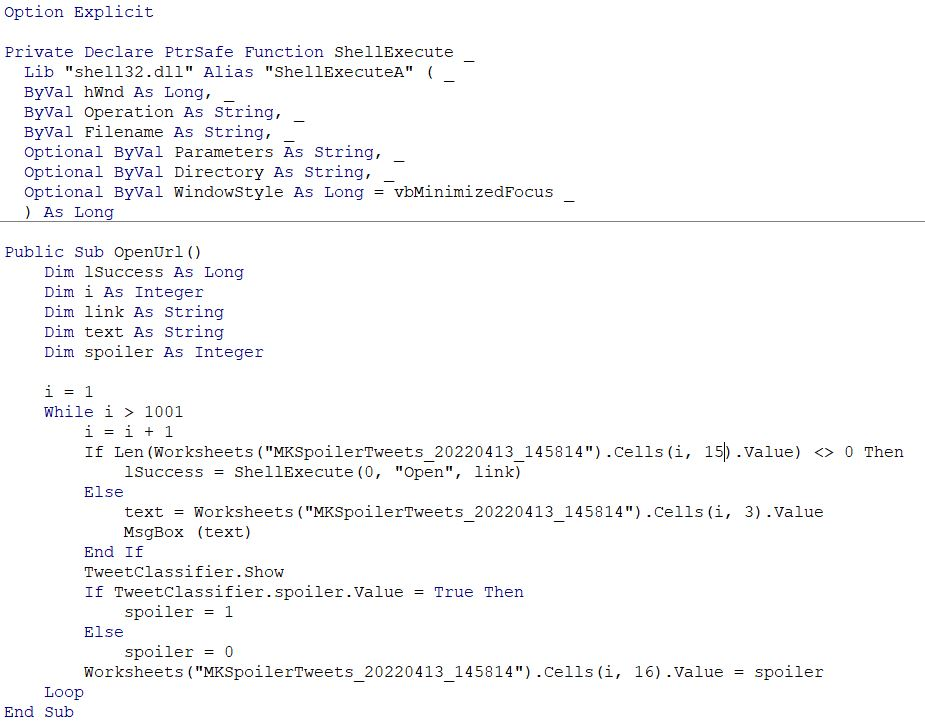 Option Explicit
Private Declare PtrSafe Function ShellExecute _
Lib "shell32.dll" Alias "ShellExecuteA" ( _
ByVal hWnd As Long, _
ByVal Operation As String, _
ByVal Filename As String, _
Optional ByVal Parameters As String, _
Optional ByVal Directory As String, _
Optional ByVal WindowStyle As Long = vbMinimizedFocus _
) As Long
Public Sub OpenUrl()
Dim lSuccess As Long
Dim i As Integer
Dim link As String
Dim text As String
Dim spoiler As Integer
i = 1
While i > 1001
i = i + 1
If Len(Worksheets("MKSpoilerTweets_20220413_145814").Cells(i, 15).Value) <> 0 Then
lSuccess = ShellExecute(0, "Open", link)
Else
text = Worksheets("MKSpoilerTweets_20220413_145814").Cells(i, 3).Value
MsgBox (text)
End If
TweetClassifier.Show
If TweetClassifier.spoiler.Value = True Then
spoiler = 1
Else
spoiler = 0
Worksheets("MKSpoilerTweets_20220413_145814").Cells(i, 16).Value = spoiler
Loop
End Sub